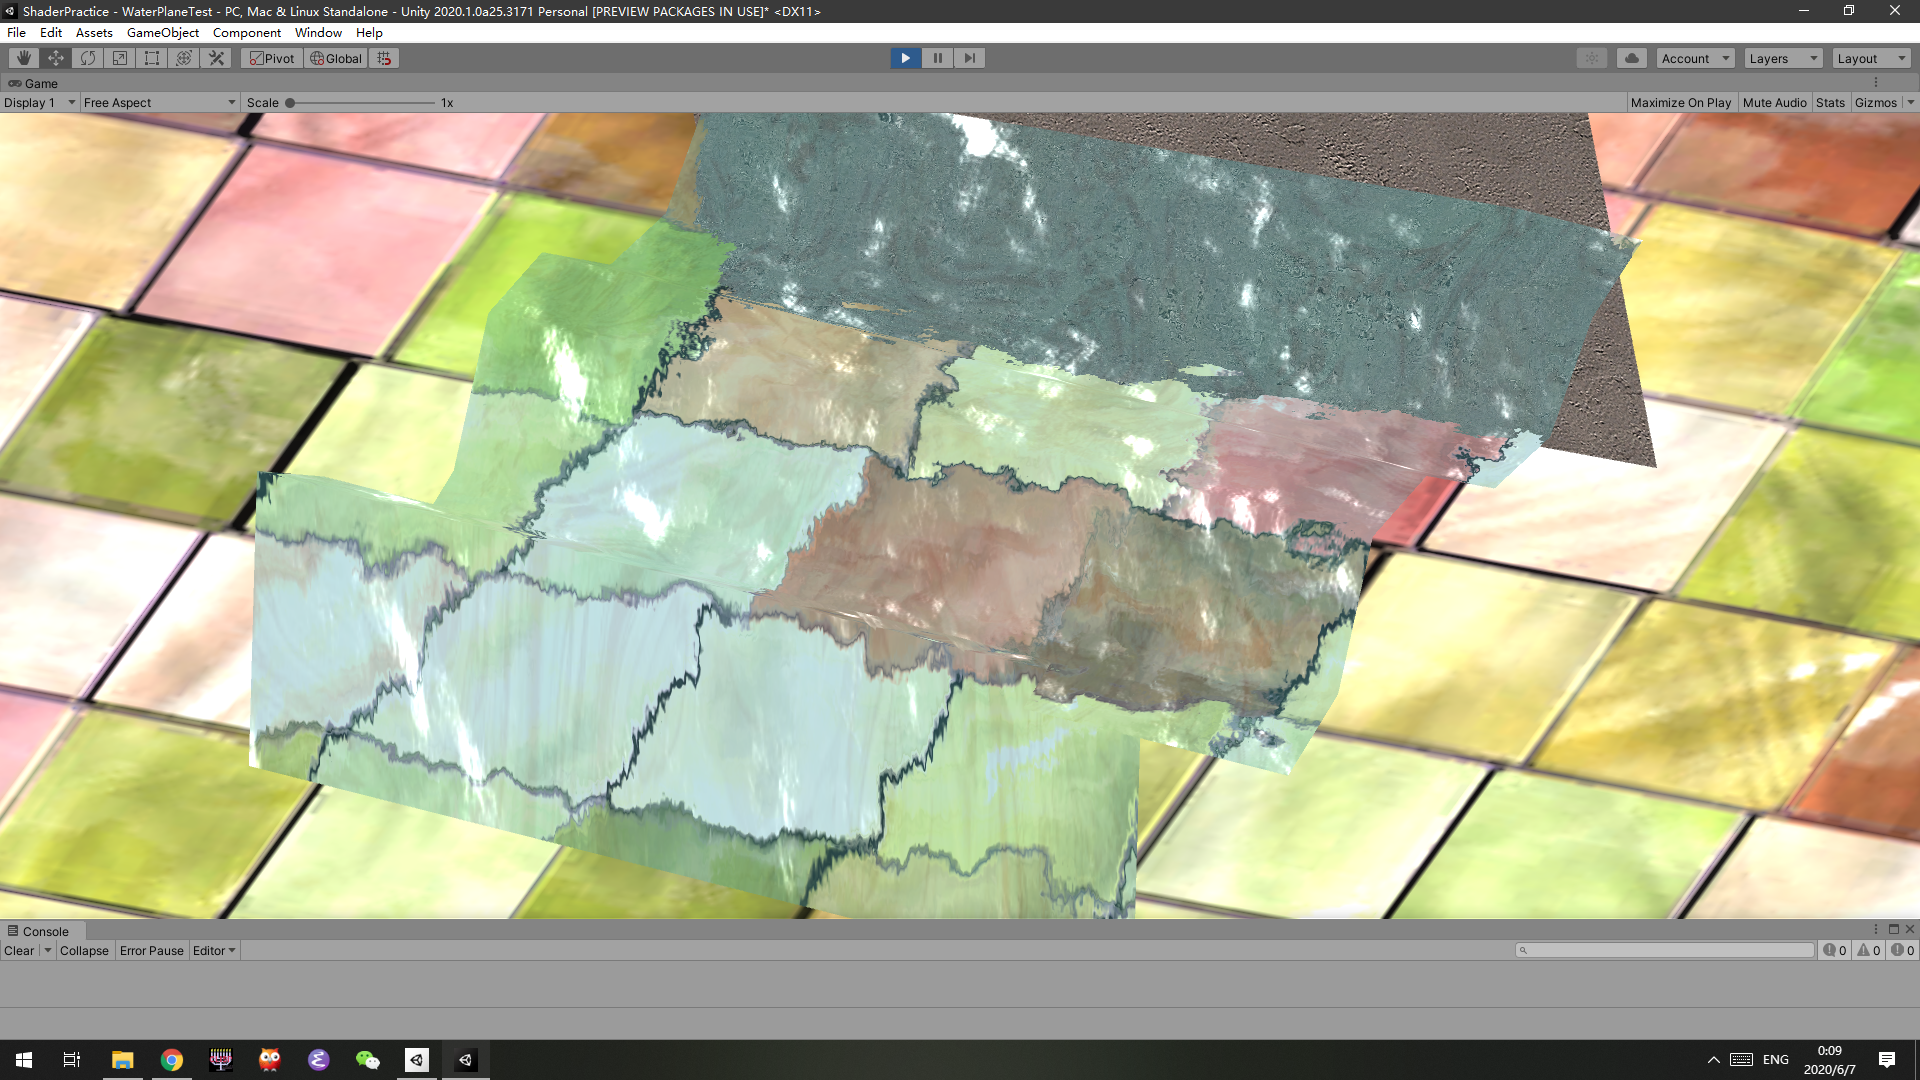 ShaderPractice - WaterPlaneTest - PC, Mac & Linux Standalone - Unity 2020.1.0a25.3171 Personal [PREVIEW PACKAGES IN USE]* <DX11>
File Edit Assets GameObject Component Window Help
Pivot Global Account Layers Layout
Game
Display 1 Free Aspect Scale 1x Maximize On Play Mute Audio Stats Gizmos
Console
Clear Collapse Error Pause Editor 0 0 0
ENG
0:09
2020/6/7